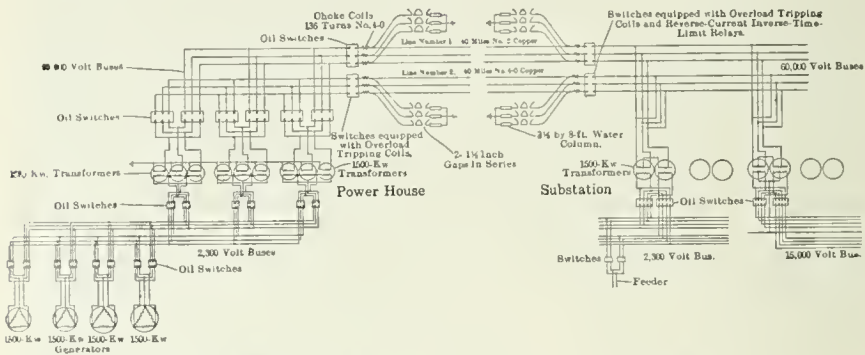 Choke Coils
136 Turns No.4-0
Oil Switches
Switches equipped with Overload Tripping
Coils and Reverse-Current Inverse-Time-
Limit Relays.
Line Number 1. 40 Miles No. 2 Copper
60,000 Volt Buses
60,000 Volt Buses
Line Number 2. 40 Miles No 4-0 Copper
Oil Switches
Switches equipped
with Overload
Tripping Coils.
2- 1½ Inch
Gaps In Series
by 8-ft. Water
Column.
Kw. Transformers
1500-Kw
Transformers
Power House
1500-Kw
Transformers
Substation
Oil Switches
Oil Switches
2,300 Volt Buses
Oil Switches
Switches
2,300 Volt Bus.
15,000 Volt Bus.
Feeder
1500-Kw 1500-Kw 1500-Kw 1500-Kw
Generators